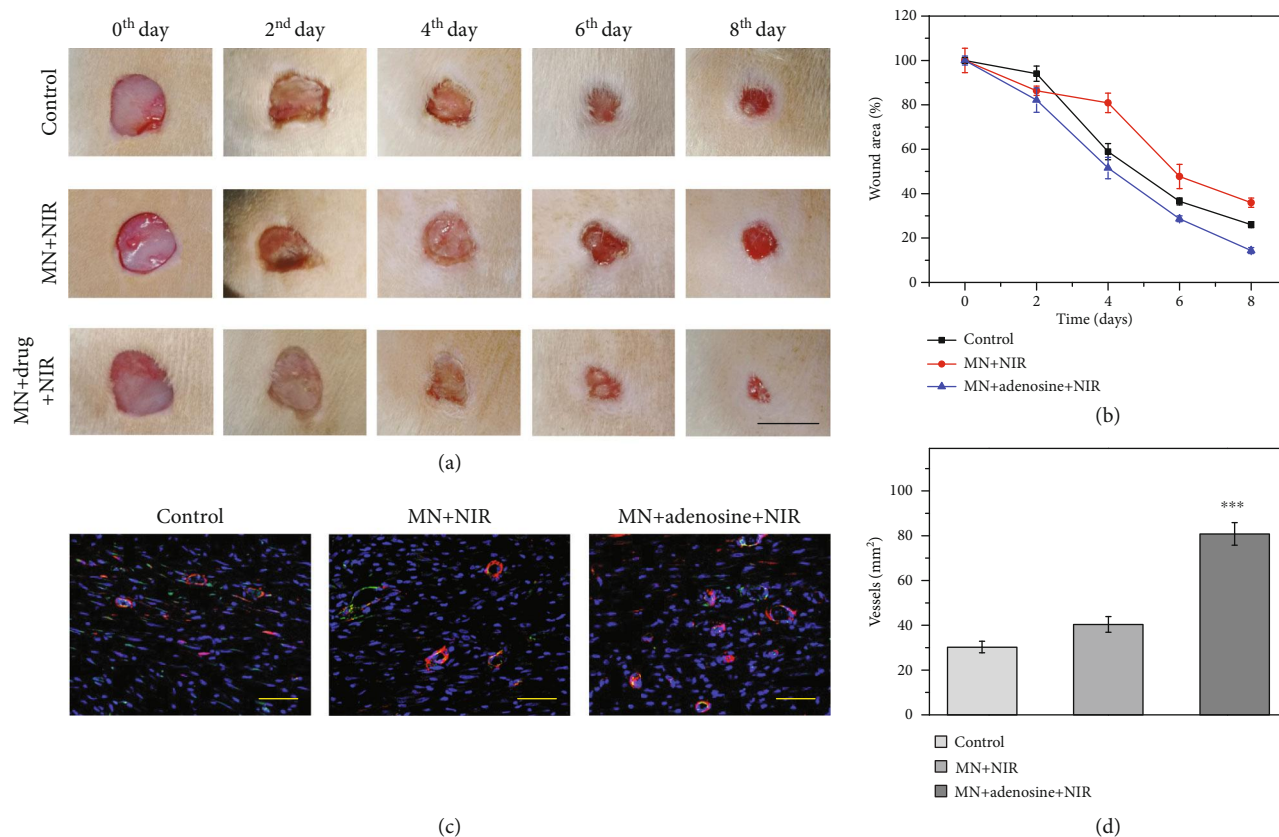 0th day 2nd day 4th day 6th day 8th day
Control
MN+NIR
MN+drug
+NIR
(a)
120
100
80
60
40
20
0
Wound area (%)
0 2 4 6 8
Time (days)
Control
MN+NIR
MN+adenosine+NIR
(b)
Control MN+NIR MN+adenosine+NIR
(c)
100
80
60
40
20
0
Vessels (mm²)
***
Control
MN+NIR
MN+adenosine+NIR
(d)